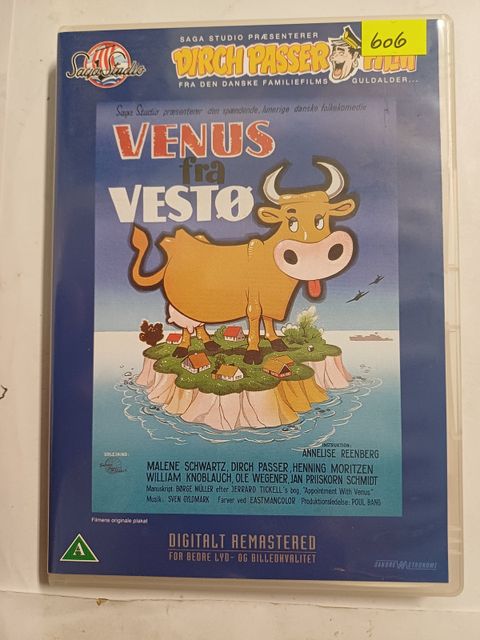 Saga Studio
SAGA STUDIO PRÆSENTERER
DIRCH PASSER FILM
606
FRA DEN DANSKE FAMILIEFILMS GULDALDER...
Saga Studio præsenterer den spændende, lunerige danske folkekomedie
VENUS
fra
VESTØ
INSTRUKTION:
ANNELISE REENBERG
MALENE SCHWARTZ, DIRCH PASSER, HENNING MORITZEN
WILLIAM KNOBLAUCH, OLE WEGENER, JAN PRIISKORN SCHMIDT
Manuskript: BØRGE MÜLLER efter JERRARD TICKELL's bog, "Appointment With Venus"
Musik: SVEN GYLDMARK Farver ved EASTMANCOLOR Produktionsledelse: POUL BANG
Filmens originale plakat
A
DIGITALT REMASTERED
FOR BEDRE LYD- OG BILLEDKVALITET